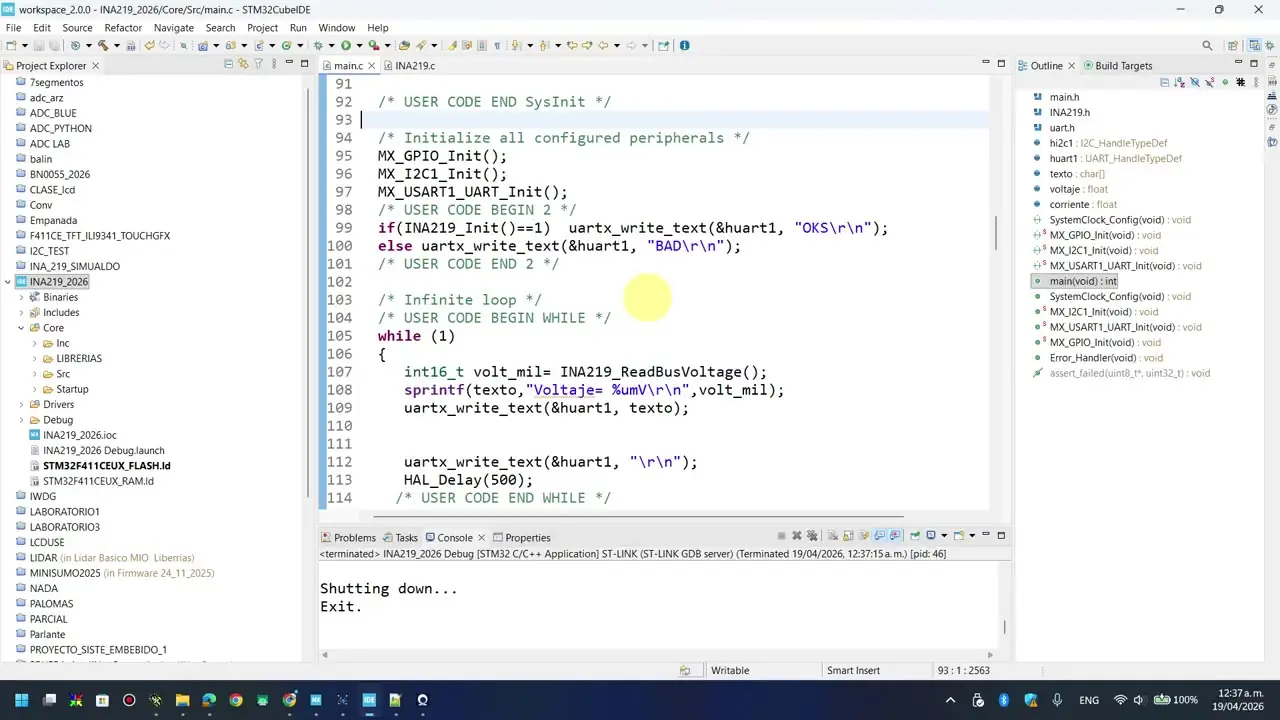 workspace_2.0.0 - INA219_2026/Core/Src/main.c - STM32CubeIDE
File Edit Source Refactor Navigate Search Project Run Window Help
Project Explorer
7segmentos
adc_arz
ADC_BLUE
ADC_PYTHON
ADC LAB
balin
BN0055_2026
CLASE_lcd
Conv
Empanada
F411CE_TFT_ILI9341_TOUCHGFX
I2C_TEST
INA_219_SIMUALDO
INA219_2026
Binaries
Includes
Core
Inc
LIBRERIAS
Src
Startup
Drivers
Debug
INA219_2026.ioc
INA219_2026 Debug.launch
STM32F411CEUX_FLASH.ld
STM32F411CEUX_RAM.ld
IWDG
LABORATORIO1
LABORATORIO3
LCDUSE
LIDAR (in Lidar Basico MIO Liberrias)
MINISUMO2025 (in Firmware 24_11_2025)
NADA
PALOMAS
PARCIAL
Parlante
PROYECTO_SISTE_EMBEBIDO_1
main.c INA219.c
91
92 /* USER CODE END SysInit */
93
94 /* Initialize all configured peripherals */
95 MX_GPIO_Init();
96 MX_I2C1_Init();
97 MX_USART1_UART_Init();
98 /* USER CODE BEGIN 2 */
99 if(INA219_Init()==1) uartx_write_text(&huart1, "OKS\r\n");
100 else uartx_write_text(&huart1, "BAD\r\n");
101 /* USER CODE END 2 */
102
103 /* Infinite loop */
104 /* USER CODE BEGIN WHILE */
105 while (1)
106 {
107 int16_t volt_mil= INA219_ReadBusVoltage();
108 sprintf(texto,"Voltaje= %umV\r\n",volt_mil);
109 uartx_write_text(&huart1, texto);
110
111
112 uartx_write_text(&huart1, "\r\n");
113 HAL_Delay(500);
114 /* USER CODE END WHILE */
Problems Tasks Console Properties
<terminated> INA219_2026 Debug [STM32 C/C++ Application] ST-LINK (ST-LINK GDB server) (Terminated 19/04/2026, 12:37:15 a. m.) [pid: 46]
Shutting down...
Exit.
Outline Build Targets
main.h
INA219.h
uart.h
hi2c1 : I2C_HandleTypeDef
huart1 : UART_HandleTypeDef
texto : char[]
voltaje : float
corriente : float
SystemClock_Config(void) : void
MX_GPIO_Init(void) : void
MX_I2C1_Init(void) : void
MX_USART1_UART_Init(void) : void
main(void) : int
SystemClock_Config(void) : void
MX_I2C1_Init(void) : void
MX_USART1_UART_Init(void) : void
MX_GPIO_Init(void) : void
Error_Handler(void) : void
assert_failed(uint8_t*, uint32_t) : void
Writable Smart Insert 93 : 1 : 2563
IDE
ENG 100% 12:37 a. m.
19/04/2026